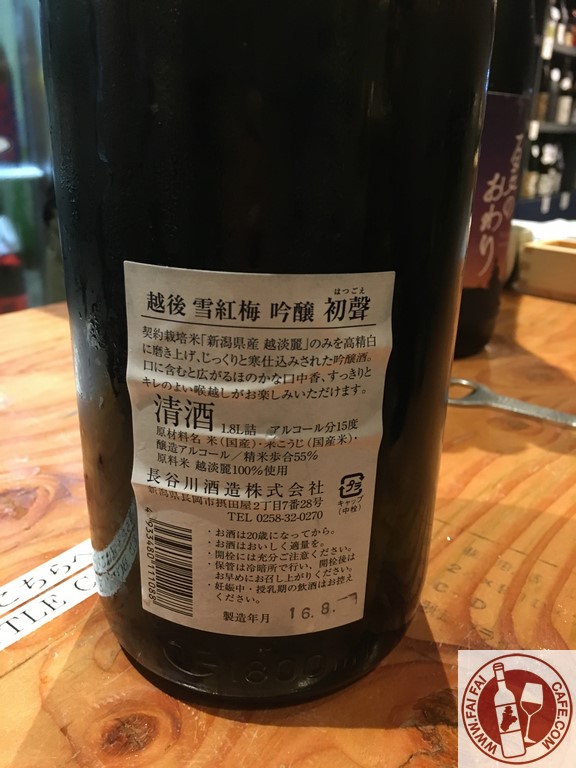 はつごえ
越後 雪紅梅 吟醸 初聲
契約栽培米「新潟県産 越淡麗」のみを高精白
に磨き上げ、じっくりと寒仕込みされた吟醸酒。
口に含むと広がるほのかな口中香、すっきりと
キレのよい喉越しがお楽しみいただけます。
清酒 1.8L詰 アルコール分15度
原材料名 米(国産)・米こうじ(国産米)・
醸造アルコール/精米歩合55%
原料米 越淡麗100%使用
長谷川酒造株式会社
新潟県長岡市摂田屋2丁目7番28号
TEL 0258-32-0270
プラ
キャップ
(中栓)
・お酒は20歳になってから。
・お酒はおいしく適量を。
・開栓には充分ご注意ください。
・保管は冷暗所で行い、開栓後は
お早めにお召し上がりください。
・妊娠中・授乳期の飲酒はお控え
ください。
4 933480 111088
製造年月 16.8.
のおわり
こちらへ
TLE C
C D
WWW.FAIFAI
CAFE.COM